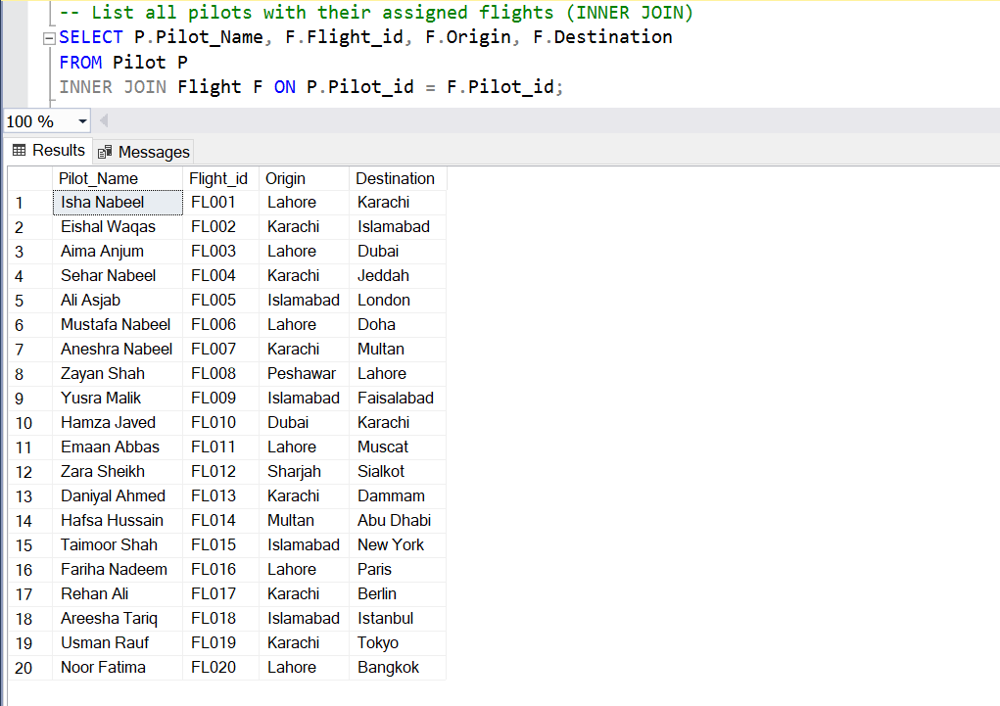 -- List all pilots with their assigned flights (INNER JOIN)
SELECT P.Pilot_Name, F.Flight_id, F.Origin, F.Destination
FROM Pilot P
INNER JOIN Flight F ON P.Pilot_id = F.Pilot_id;
100 %
Results Messages
Pilot_Name Flight_id Origin Destination
1 Isha Nabeel FL001 Lahore Karachi
2 Eishal Waqas FL002 Karachi Islamabad
3 Aima Anjum FL003 Lahore Dubai
4 Sehar Nabeel FL004 Karachi Jeddah
5 Ali Asjab FL005 Islamabad London
6 Mustafa Nabeel FL006 Lahore Doha
7 Aneshra Nabeel FL007 Karachi Multan
8 Zayan Shah FL008 Peshawar Lahore
9 Yusra Malik FL009 Islamabad Faisalabad
10 Hamza Javed FL010 Dubai Karachi
11 Emaan Abbas FL011 Lahore Muscat
12 Zara Sheikh FL012 Sharjah Sialkot
13 Daniyal Ahmed FL013 Karachi Dammam
14 Hafsa Hussain FL014 Multan Abu Dhabi
15 Taimoor Shah FL015 Islamabad New York
16 Fariha Nadeem FL016 Lahore Paris
17 Rehan Ali FL017 Karachi Berlin
18 Areesha Tariq FL018 Islamabad Istanbul
19 Usman Rauf FL019 Karachi Tokyo
20 Noor Fatima FL020 Lahore Bangkok